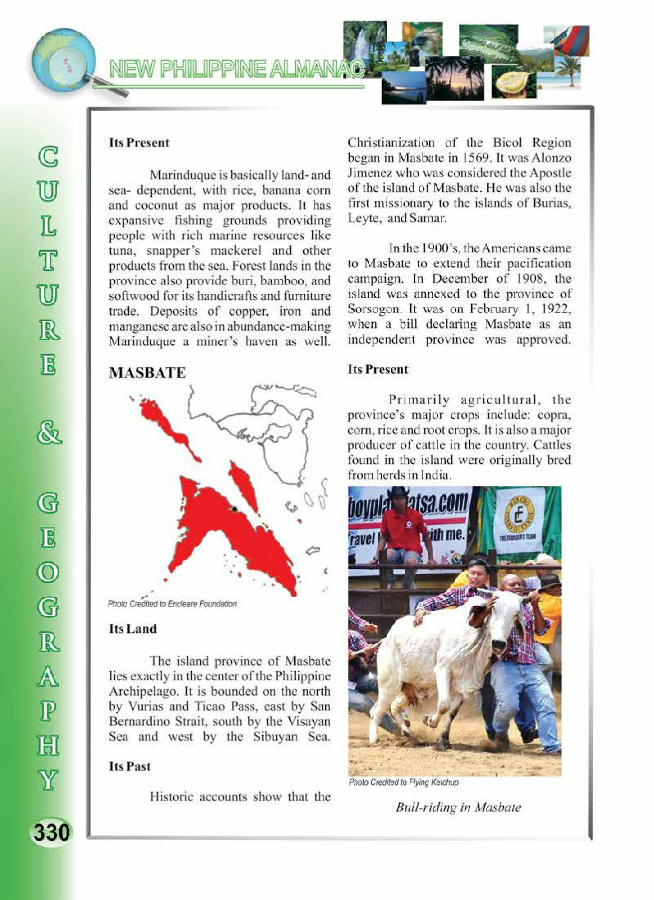 NEW PHILIPPINE ALMANAC
CULTURE & GEOGRAPHY
Its Present
Marinduque is basically land- and
sea- dependent, with rice, banana corn
and coconut as major products. It has
expansive fishing grounds providing
people with rich marine resources like
tuna, snapper's mackerel and other
products from the sea. Forest lands in the
province also provide buri, bamboo, and
softwood for its handicrafts and furniture
trade. Deposits of copper, iron and
manganese are also in abundance-making
Marinduque a miner's haven as well.
MASBATE
Photo Credited to Encleare Foundation
Its Land
The island province of Masbate
lies exactly in the center of the Philippine
Archipelago. It is bounded on the north
by Vurias and Ticao Pass, east by San
Bernardino Strait, south by the Visayan
Sea and west by the Sibuyan Sea.
Its Past
Historic accounts show that the
Christianization of the Bicol Region
began in Masbate in 1569. It was Alonzo
Jimenez who was considered the Apostle
of the island of Masbate. He was also the
first missionary to the islands of Burias,
Leyte, and Samar.
In the 1900's, the Americans came
to Masbate to extend their pacification
campaign. In December of 1908, the
island was annexed to the province of
Sorsogon. It was on February 1, 1922,
when a bill declaring Masbate as an
independent province was approved.
Its Present
Primarily agricultural, the
province's major crops include: copra,
corn, rice and root crops. It is also a major
producer of cattle in the country. Cattles
found in the island were originally bred
from herds in India.
THE FOUNDER'S TEAM
Photo Credited to Flying Ketchup
Bull-riding in Masbate
330